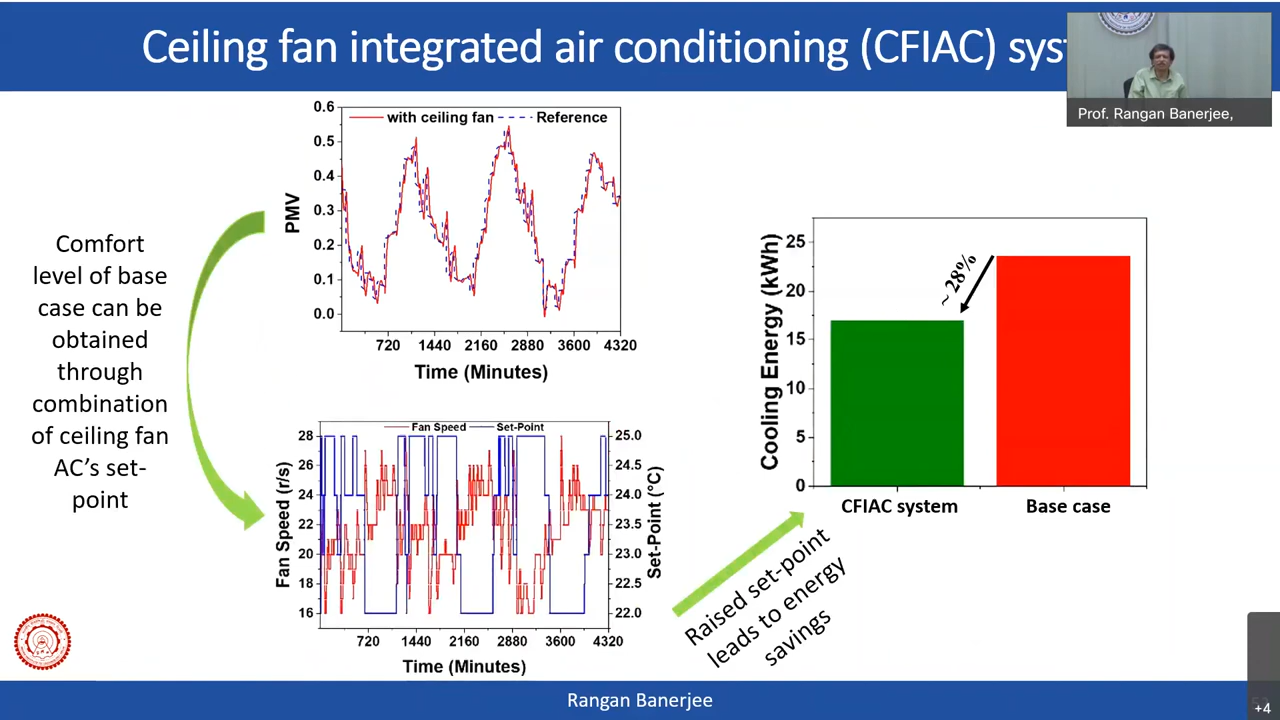 Ceiling fan integrated air conditioning (CFIAC) sys
Prof. Rangan Banerjee,
Comfort
level of base
case can be
obtained
through
combination
of ceiling fan
AC's set-
point
with ceiling fan
Reference
PMV
0.6
0.5
0.4
0.3
0.2
0.1
0.0
720 1440 2160 2880 3600 4320
Time (Minutes)
Fan Speed
Set-Point
Fan Speed (r/s)
28
26
24
22
20
18
16
25.0
24.5
24.0
23.5
23.0
22.5
22.0
Set-Point (°C)
720 1440 2160 2880 3600 4320
Time (Minutes)
Raised set-point
leads to energy
savings
Cooling Energy (kWh)
25
20
15
10
5
0
~ 28%
CFIAC system
Base case
Rangan Banerjee
+4